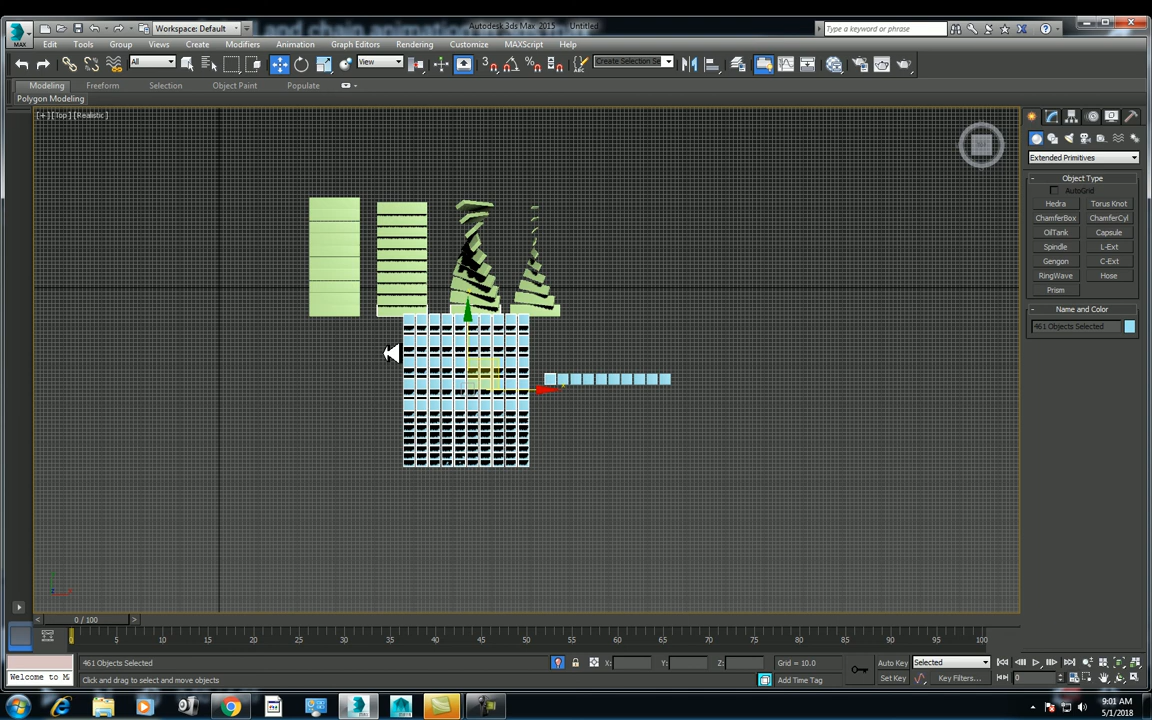 Autodesk 3ds Max 2015 Untitled
Workspace: Default
Type a keyword or phrase
MAX
Edit Tools Group Views Create Modifiers Animation Graph Editors Rendering Customize MAXScript Help
All View Create Selection Se
Modeling Freeform Selection Object Paint Populate
Polygon Modeling
[+] [Top] [Realistic]
Extended Primitives
- Object Type
AutoGrid
Hedra Torus Knot
ChamferBox ChamferCyl
OilTank Capsule
Spindle L-Ext
Gengon C-Ext
RingWave Hose
Prism
- Name and Color
461 Objects Selected
< 0 / 100 >
0 5 10 15 20 25 30 35 40 45 50 55 60 65 70 75 80 85 90 95 100
461 Objects Selected X: Y: Z: Grid = 10.0 Auto Key Selected
Welcome to M Click and drag to select and move objects Add Time Tag Set Key Key Filters... 0
9:01 AM
5/1/2018